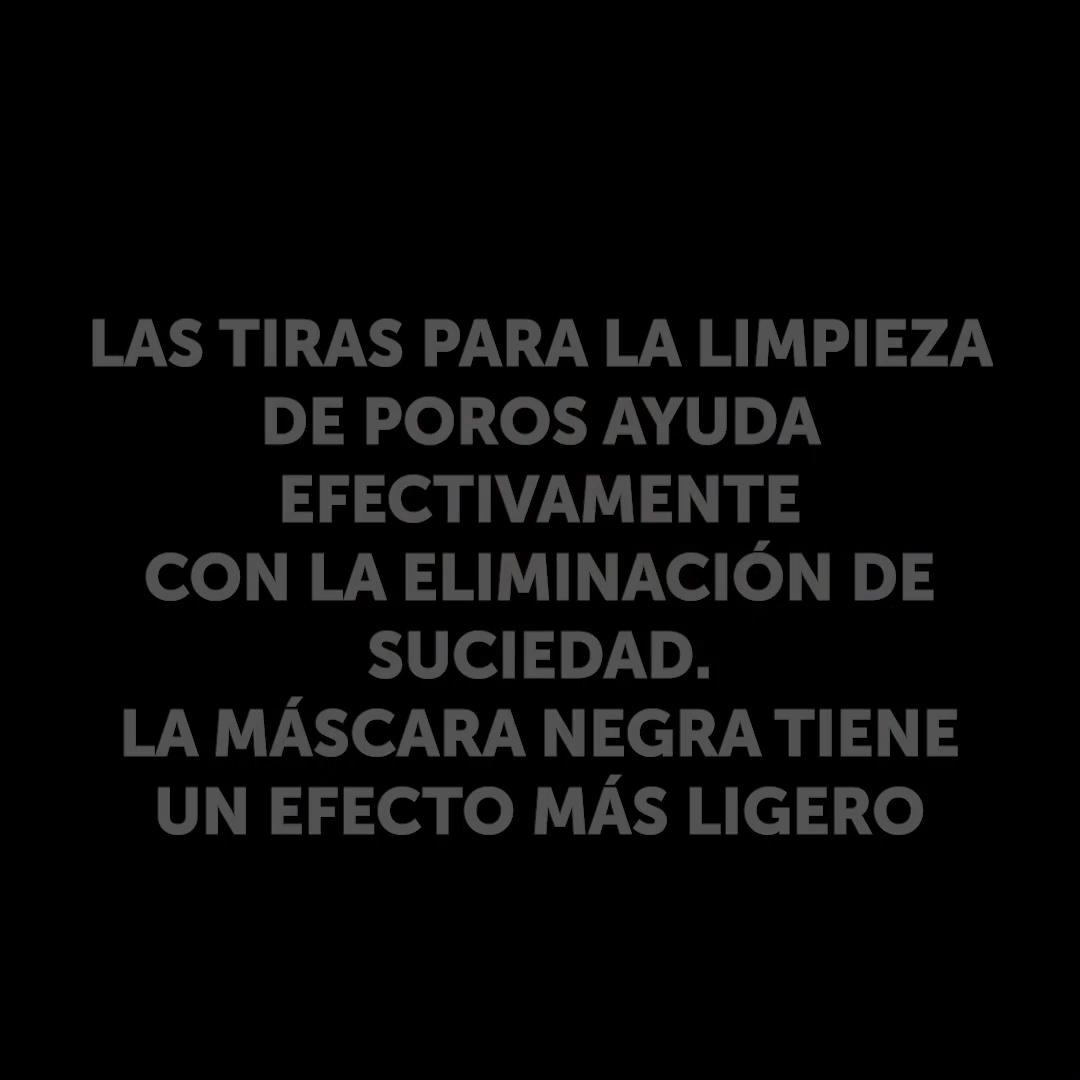 LAS TIRAS PARA LA LIMPIEZA
DE POROS AYUDA
EFECTIVAMENTE
CON LA ELIMINACIÓN DE
SUCIEDAD.
LA MÁSCARA NEGRA TIENE
UN EFECTO MÁS LIGERO